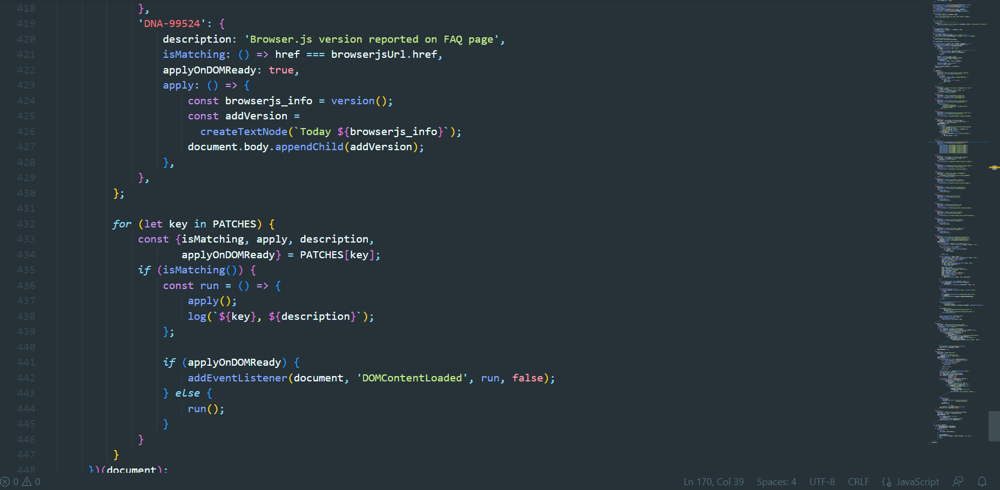 418 },
419 'DNA-99524': {
420 description: 'Browser.js version reported on FAQ page',
421 isMatching: () => href === browserjsUrl.href,
422 applyOnDOMReady: true,
423 apply: () => {
424 const browserjs_info = version();
425 const addVersion =
426 createTextNode(`Today ${browserjs_info}`);
427 document.body.appendChild(addVersion);
428 },
429 },
430 };
431
432 for (let key in PATCHES) {
433 const {isMatching, apply, description,
434 applyOnDOMReady} = PATCHES[key];
435 if (isMatching()) {
436 const run = () => {
437 apply();
438 log(`${key}, ${description}`);
439 };
440
441 if (applyOnDOMReady) {
442 addEventListener(document, 'DOMContentLoaded', run, false);
443 } else {
444 run();
445 }
446 }
447 }
448 })(document);
0 0 Ln 170, Col 39 Spaces: 4 UTF-8 CRLF JavaScript